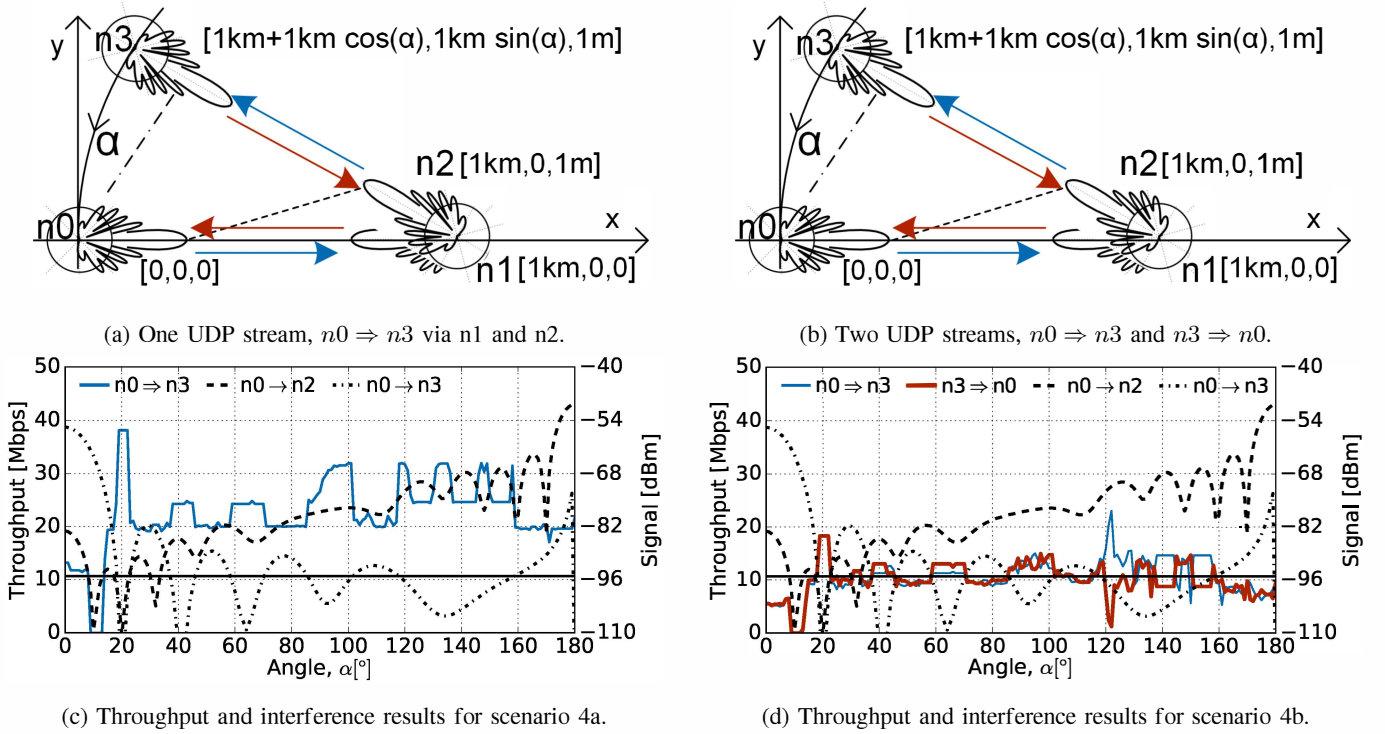 y
n3
[1km+1km cos(α),1km sin(α),1m]
α
n2[1km,0,1m]
n0
x
[0,0,0]
n1[1km,0,0]
(a) One UDP stream, n0 ⇒ n3 via n1 and n2.
y
n3
[1km+1km cos(α),1km sin(α),1m]
α
n2[1km,0,1m]
n0
x
[0,0,0]
n1[1km,0,0]
(b) Two UDP streams, n0 ⇒ n3 and n3 ⇒ n0.
50 −40
n0⇒n3 n0→n2 n0→n3
40 −54
30 −68
20 −82
10 −96
0 −110
Throughput [Mbps]
Signal [dBm]
0 20 40 60 80 100 120 140 160 180
Angle, α[°]
(c) Throughput and interference results for scenario 4a.
50 −40
n0⇒n3 n3⇒n0 n0→n2 n0→n3
40 −54
30 −68
20 −82
10 −96
0 −110
Throughput [Mbps]
Signal [dBm]
0 20 40 60 80 100 120 140 160 180
Angle, α[°]
(d) Throughput and interference results for scenario 4b.